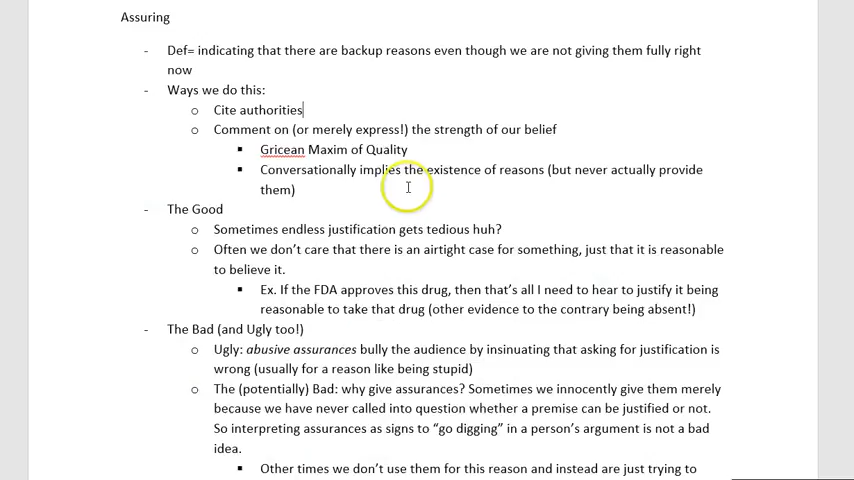 Assuring
- Def= indicating that there are backup reasons even though we are not giving them fully right
now
- Ways we do this:
o Cite authorities
o Comment on (or merely express!) the strength of our belief
▪ Gricean Maxim of Quality
▪ Conversationally implies the existence of reasons (but never actually provide
them)
- The Good
o Sometimes endless justification gets tedious huh?
o Often we don’t care that there is an airtight case for something, just that it is reasonable
to believe it.
▪ Ex. If the FDA approves this drug, then that’s all I need to hear to justify it being
reasonable to take that drug (other evidence to the contrary being absent!)
- The Bad (and Ugly too!)
o Ugly: abusive assurances bully the audience by insinuating that asking for justification is
wrong (usually for a reason like being stupid)
o The (potentially) Bad: why give assurances? Sometimes we innocently give them merely
because we have never called into question whether a premise can be justified or not.
So interpreting assurances as signs to “go digging” in a person’s argument is not a bad
idea.
▪ Other times we don’t use them for this reason and instead are just trying to